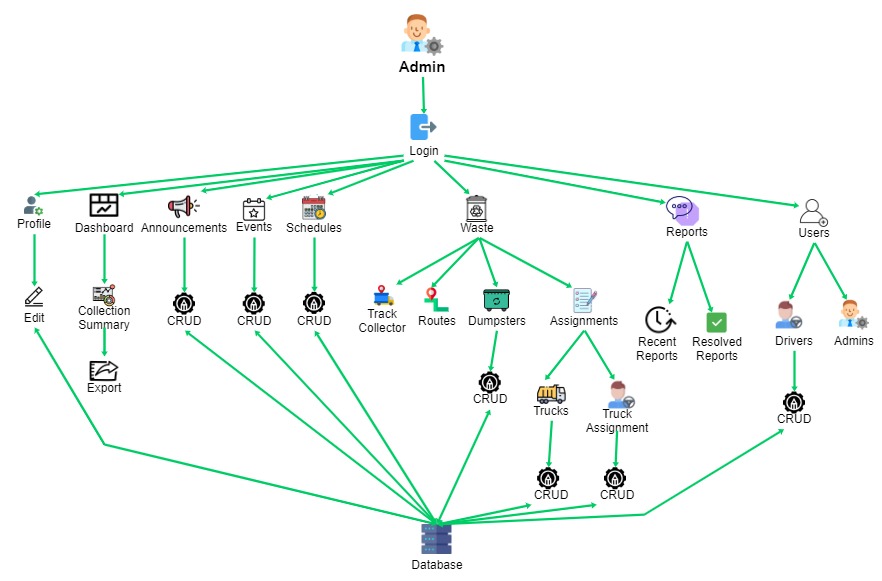 Admin
Login
Profile
Dashboard
Announcements
Events
Schedules
Waste
Reports
Users
Edit
Collection
Summary
CRUD
CRUD
CRUD
Track
Collector
Routes
Dumpsters
Assignments
Recent
Reports
Resolved
Reports
Drivers
Admins
Export
CRUD
Trucks
Truck
Assignment
CRUD
CRUD
CRUD
Database